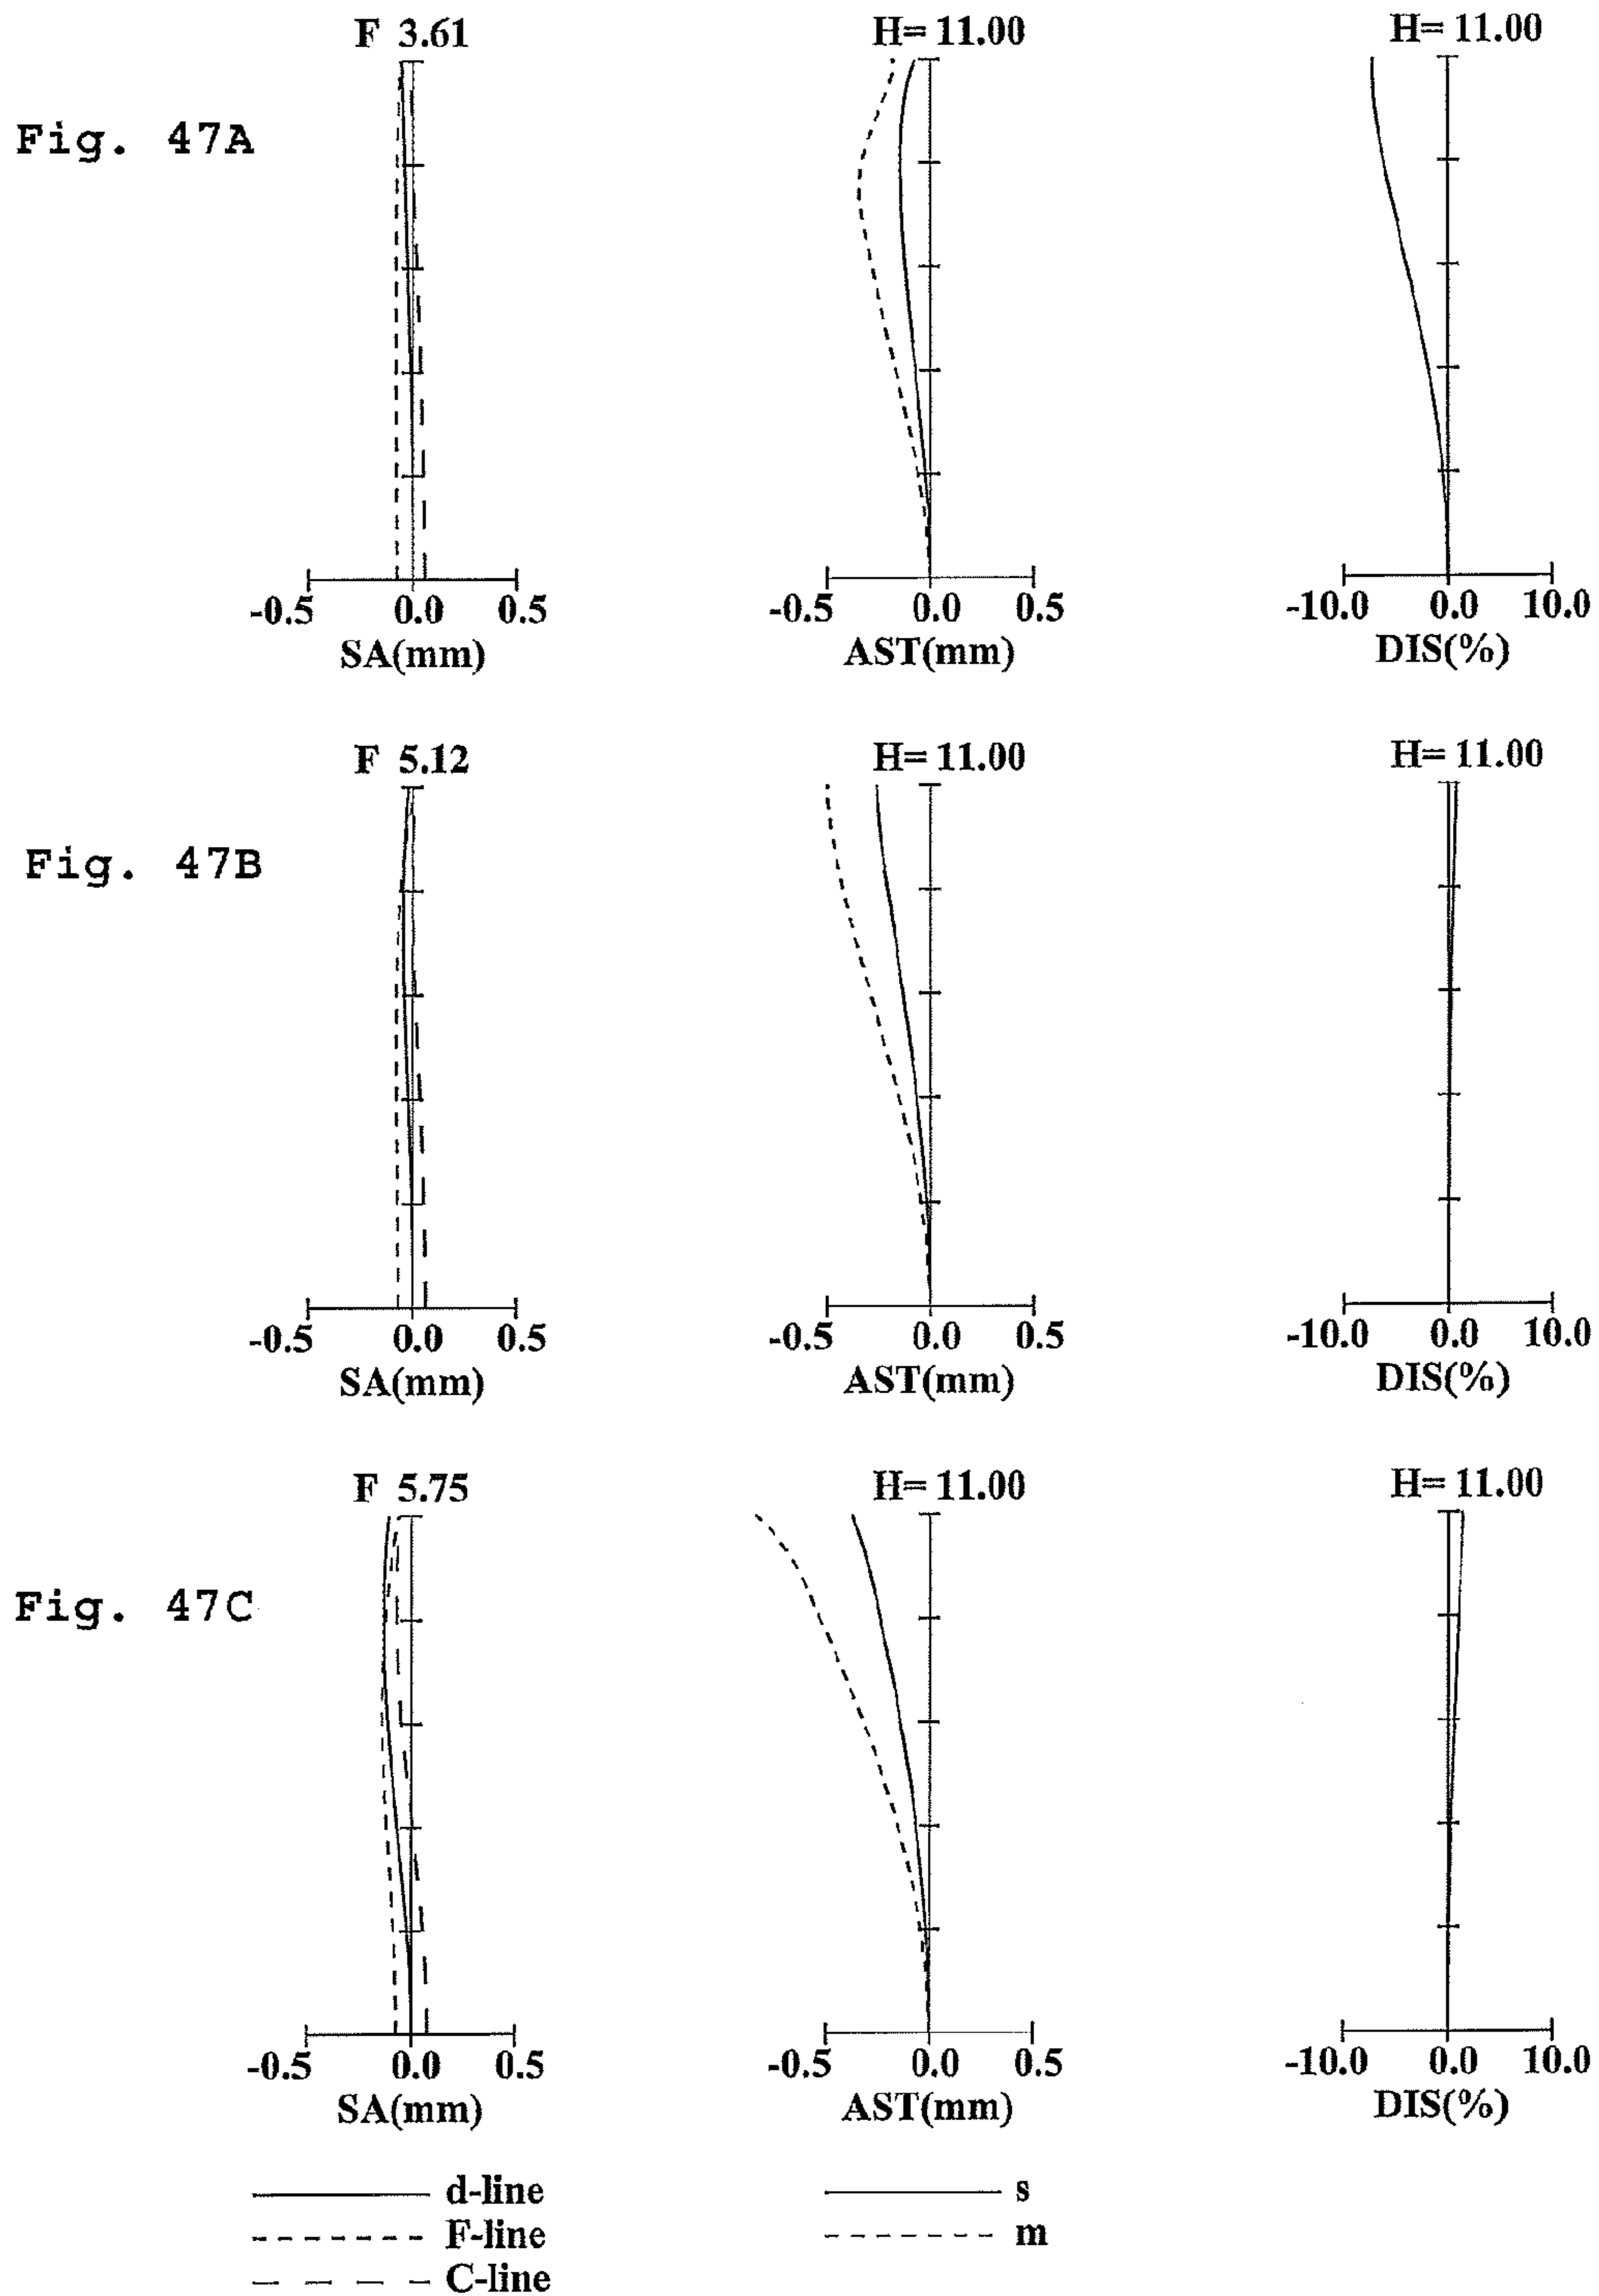 F 3.61
H= 11.00
H= 11.00
Fig. 47A
-0.5 0.0 0.5
SA(mm)
-0.5 0.0 0.5
AST(mm)
-10.0 0.0 10.0
DIS(%)
F 5.12
H= 11.00
H= 11.00
Fig. 47B
-0.5 0.0 0.5
SA(mm)
-0.5 0.0 0.5
AST(mm)
-10.0 0.0 10.0
DIS(%)
F 5.75
H= 11.00
H= 11.00
Fig. 47C
-0.5 0.0 0.5
SA(mm)
-0.5 0.0 0.5
AST(mm)
-10.0 0.0 10.0
DIS(%)
d-line
F-line
C-line
s
m